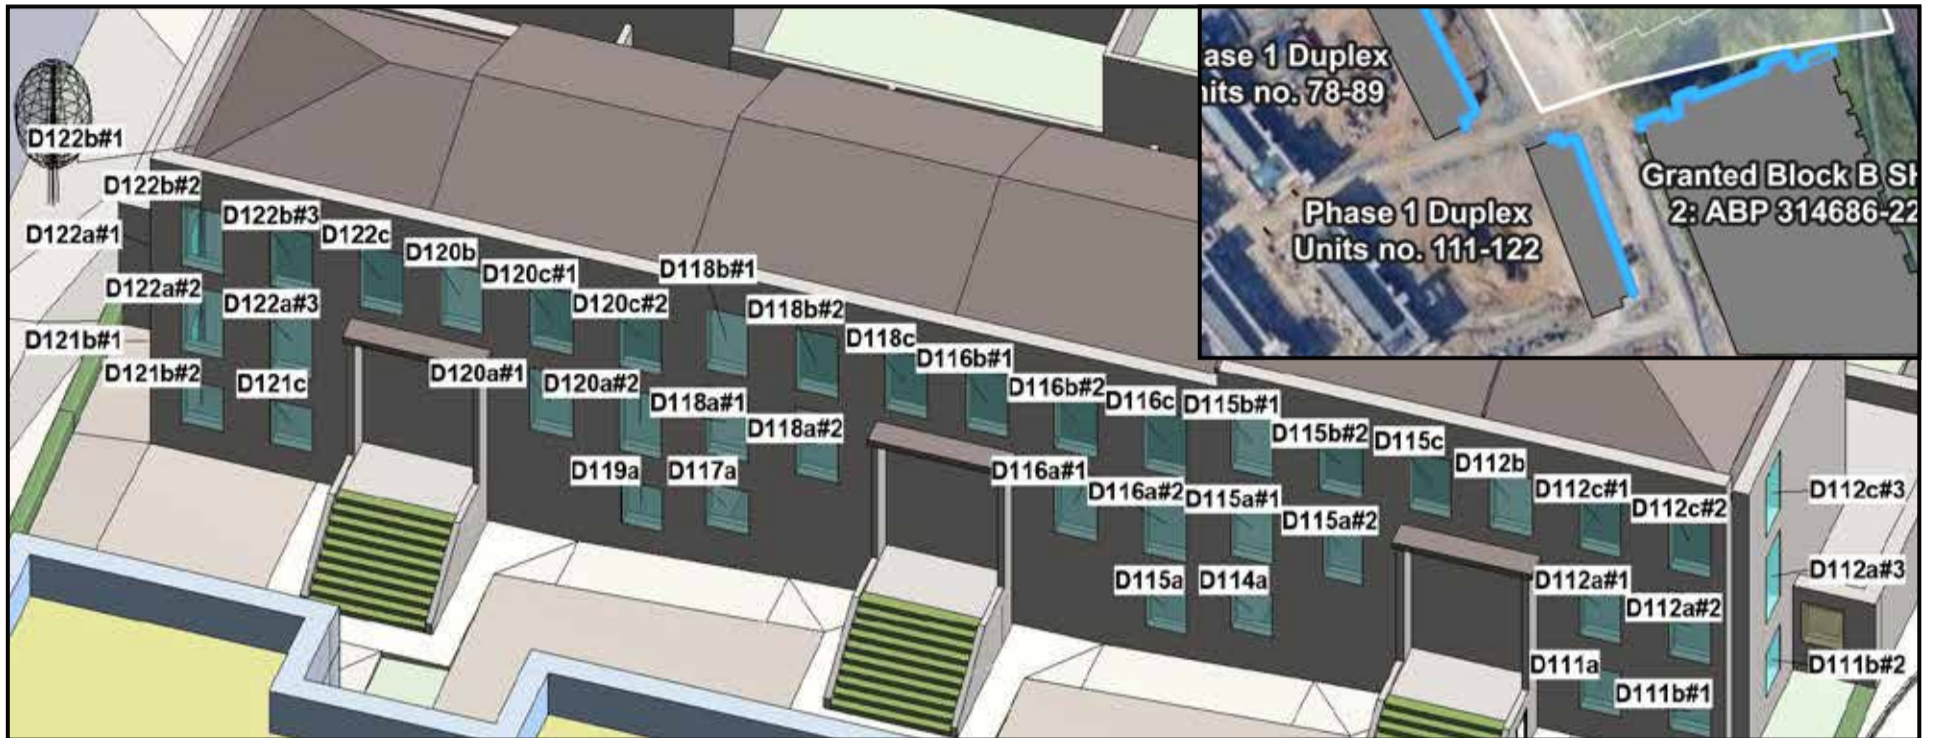 D122b#1
D122b#2
D122b#3
D122a#1
D122c
D120b
D120c#1
D118b#1
D122a#2
D122a#3
D120c#2
D118b#2
D121b#1
D118c
D116b#1
D121b#2
D121c
D120a#1
D120a#2
D118a#1
D118a#2
D116b#2
D116c
D115b#1
D115b#2
D115c
D119a
D117a
D116a#1
D116a#2
D115a#1
D115a#2
D112b
D112c#1
D112c#2
D112c#3
D115a
D114a
D112a#1
D112a#2
D112a#3
D111a
D111b#1
D111b#2
ase 1 Duplex
nits no. 78-89
Phase 1 Duplex
Units no. 111-122
Granted Block B SH
2: ABP 314686-22